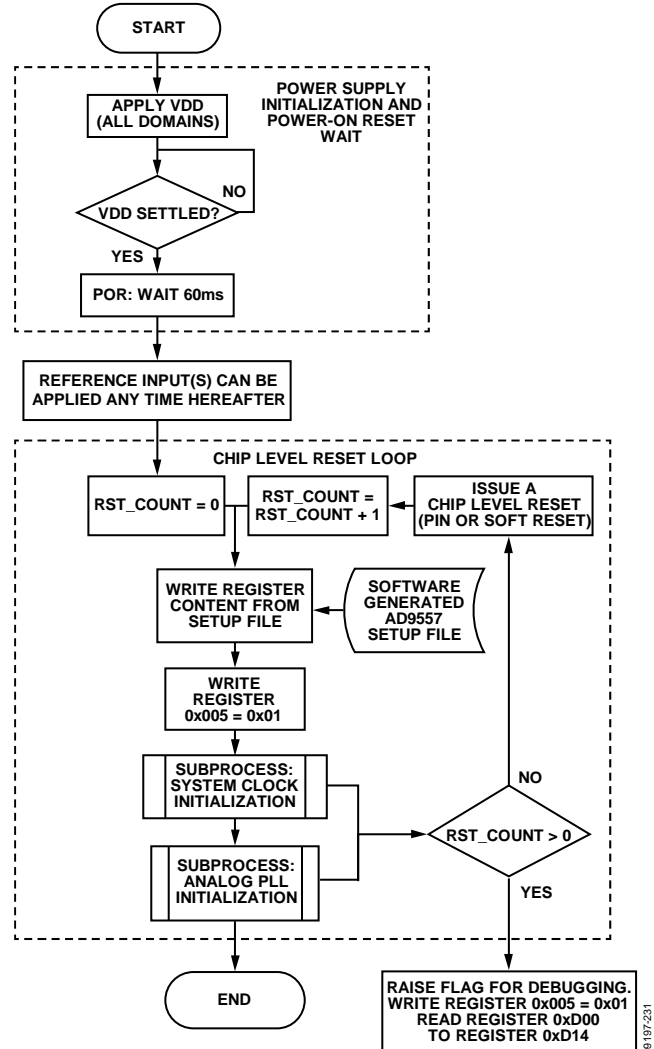 START
POWER SUPPLY
INITIALIZATION AND
POWER-ON RESET
WAIT
APPLY VDD
(ALL DOMAINS)
NO
VDD SETTLED?
YES
POR: WAIT 60ms
REFERENCE INPUT(S) CAN BE
APPLIED ANY TIME HEREAFTER
CHIP LEVEL RESET LOOP
RST_COUNT = 0
RST_COUNT =
RST_COUNT + 1
ISSUE A
CHIP LEVEL RESET
(PIN OR SOFT RESET)
WRITE REGISTER
CONTENT FROM
SETUP FILE
SOFTWARE
GENERATED
AD9557
SETUP FILE
WRITE
REGISTER
0x005 = 0x01
SUBPROCESS:
SYSTEM CLOCK
INITIALIZATION
NO
RST_COUNT > 0
SUBPROCESS:
ANALOG PLL
INITIALIZATION
YES
END
RAISE FLAG FOR DEBUGGING.
WRITE REGISTER 0x005 = 0x01
READ REGISTER 0xD00
TO REGISTER 0xD14
9197-231